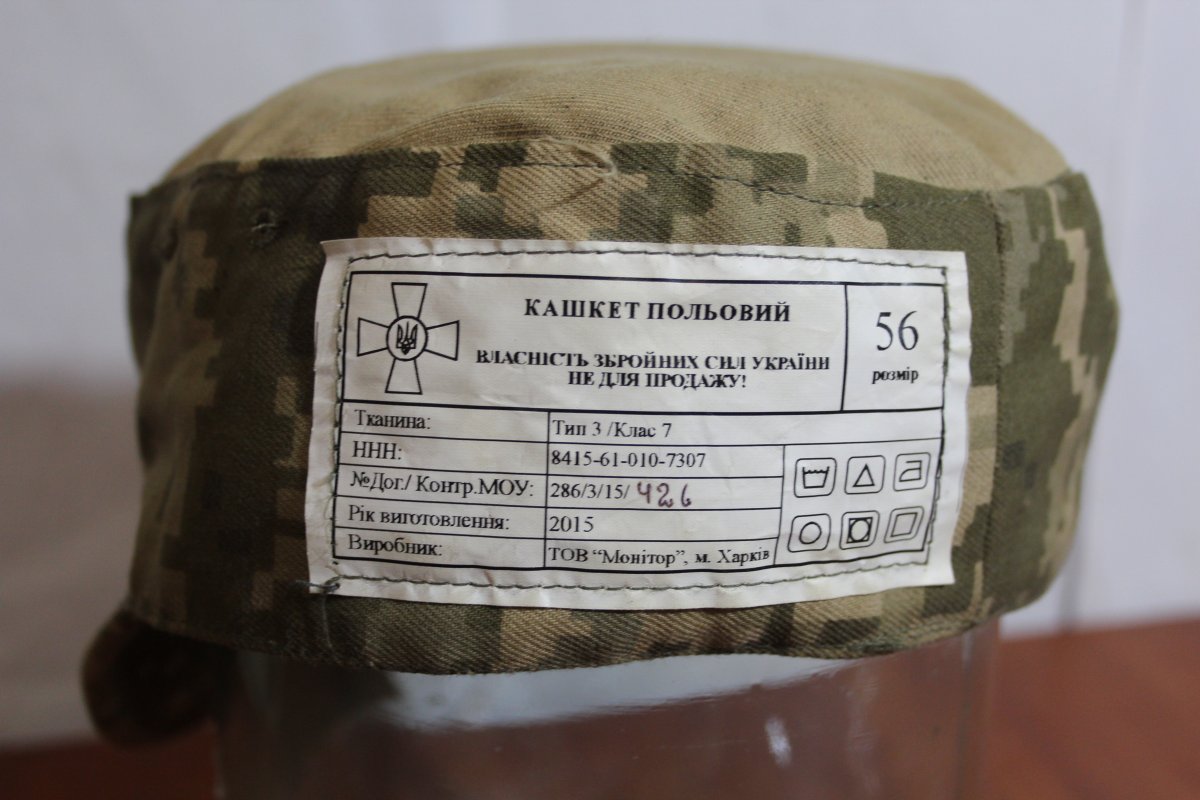 КАШКЕТ ПОЛЬОВИЙ
ВЛАСНІСТЬ ЗБРОЙНИХ СИЛ УКРАЇНИ
НЕ ДЛЯ ПРОДАЖУ!
56
розмір
Тканина: Тип 3 /Клас 7
ННН: 8415-61-010-7307
№Дог./ Контр.МОУ: 286/3/15/ 426
Рік виготовлення: 2015
Виробник: ТОВ “Монітор”, м. Харків